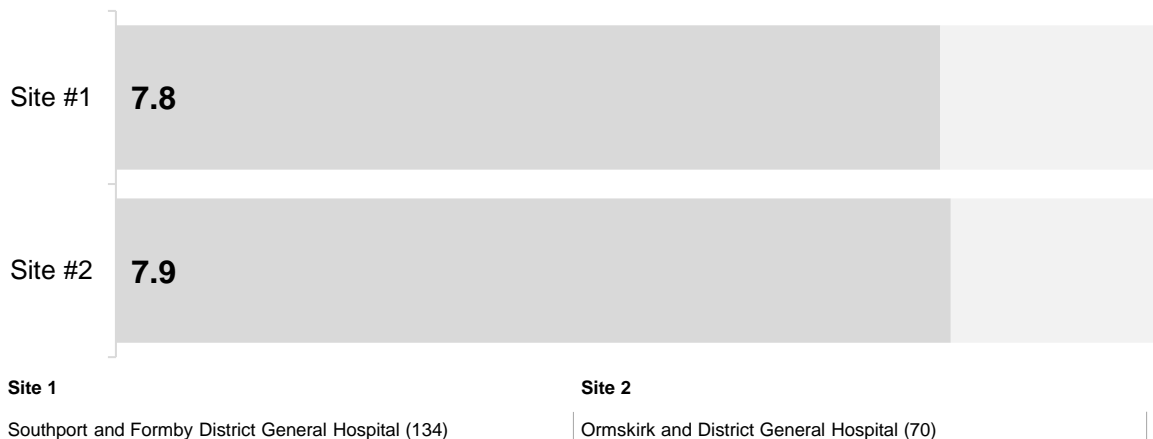 Site #1 7.8
Site #2 7.9
Site 1 Site 2
Southport and Formby District General Hospital (134) Ormskirk and District General Hospital (70)